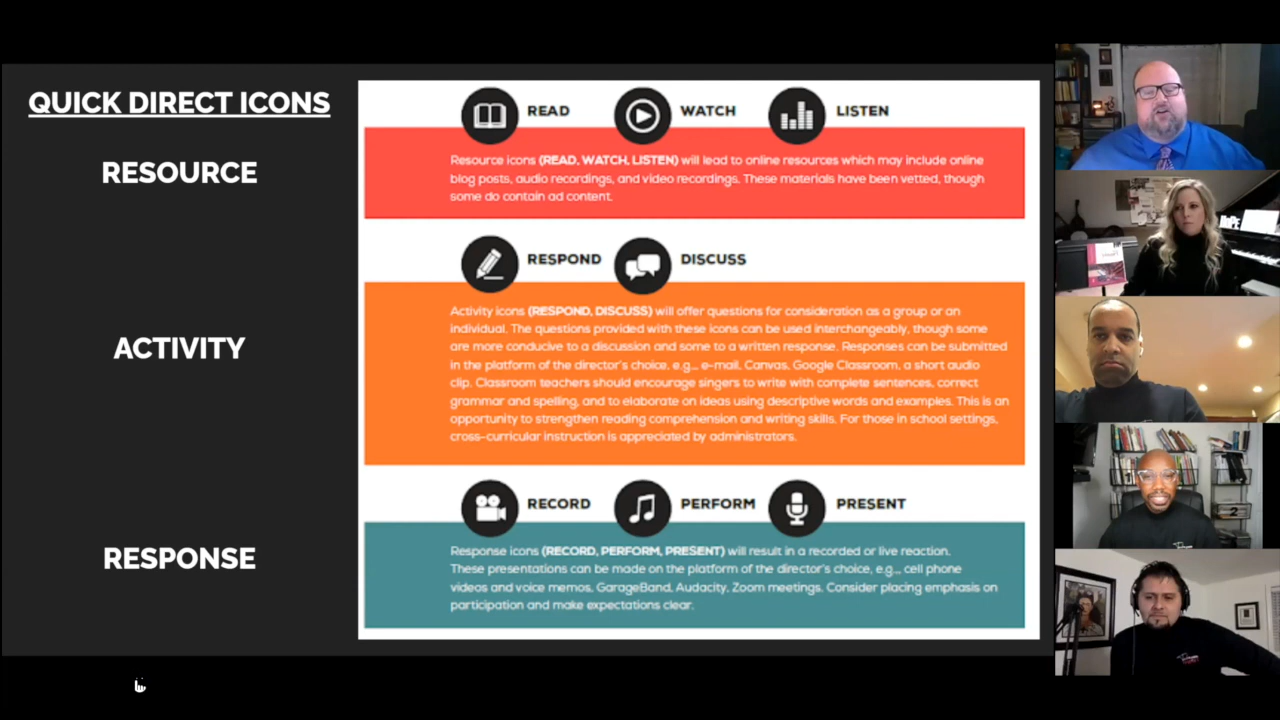 QUICK DIRECT ICONS
RESOURCE
READ
WATCH
LISTEN
Resource icons (READ, WATCH, LISTEN) will lead to online resources which may include online
blog posts, audio recordings, and video recordings. These materials have been vetted, though
some do contain ad content.
ACTIVITY
RESPOND
DISCUSS
Activity icons (RESPOND, DISCUSS) will offer questions for consideration as a group or an
individual. The questions provided with these icons can be used interchangeably, though some
are more conducive to a discussion and some to a written response. Responses can be submitted
in the platform of the director's choice, e.g., e-mail, Canvas, Google Classroom, a short audio
clip. Classroom teachers should encourage singers to write with complete sentences, correct
grammar and spelling, and to elaborate on ideas using descriptive words and examples. This is an
opportunity to strengthen reading comprehension and writing skills. For those in school settings,
cross-curricular instruction is appreciated by administrators.
RESPONSE
RECORD
PERFORM
PRESENT
Response icons (RECORD, PERFORM, PRESENT) will result in a recorded or live reaction.
These presentations can be made on the platform of the director's choice, e.g., cell phone
videos and voice memos, GarageBand, Audacity, Zoom meetings. Consider placing emphasis on
participation and make expectations clear.